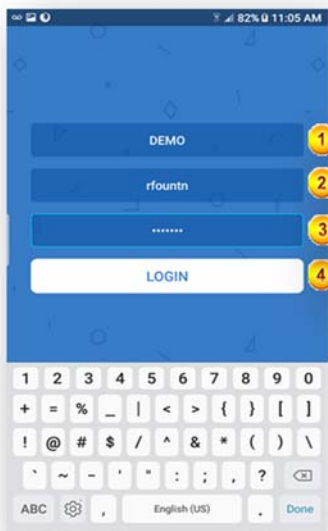 82% 11:05 AM
DEMO 1
rfountn 2
······· 3
LOGIN 4
1 2 3 4 5 6 7 8 9 0
+ = % _ | < > { } [ ]
! @ # $ / ^ & * ( ) \
` ~ - ' " : ; , ?
ABC , English (US) . Done